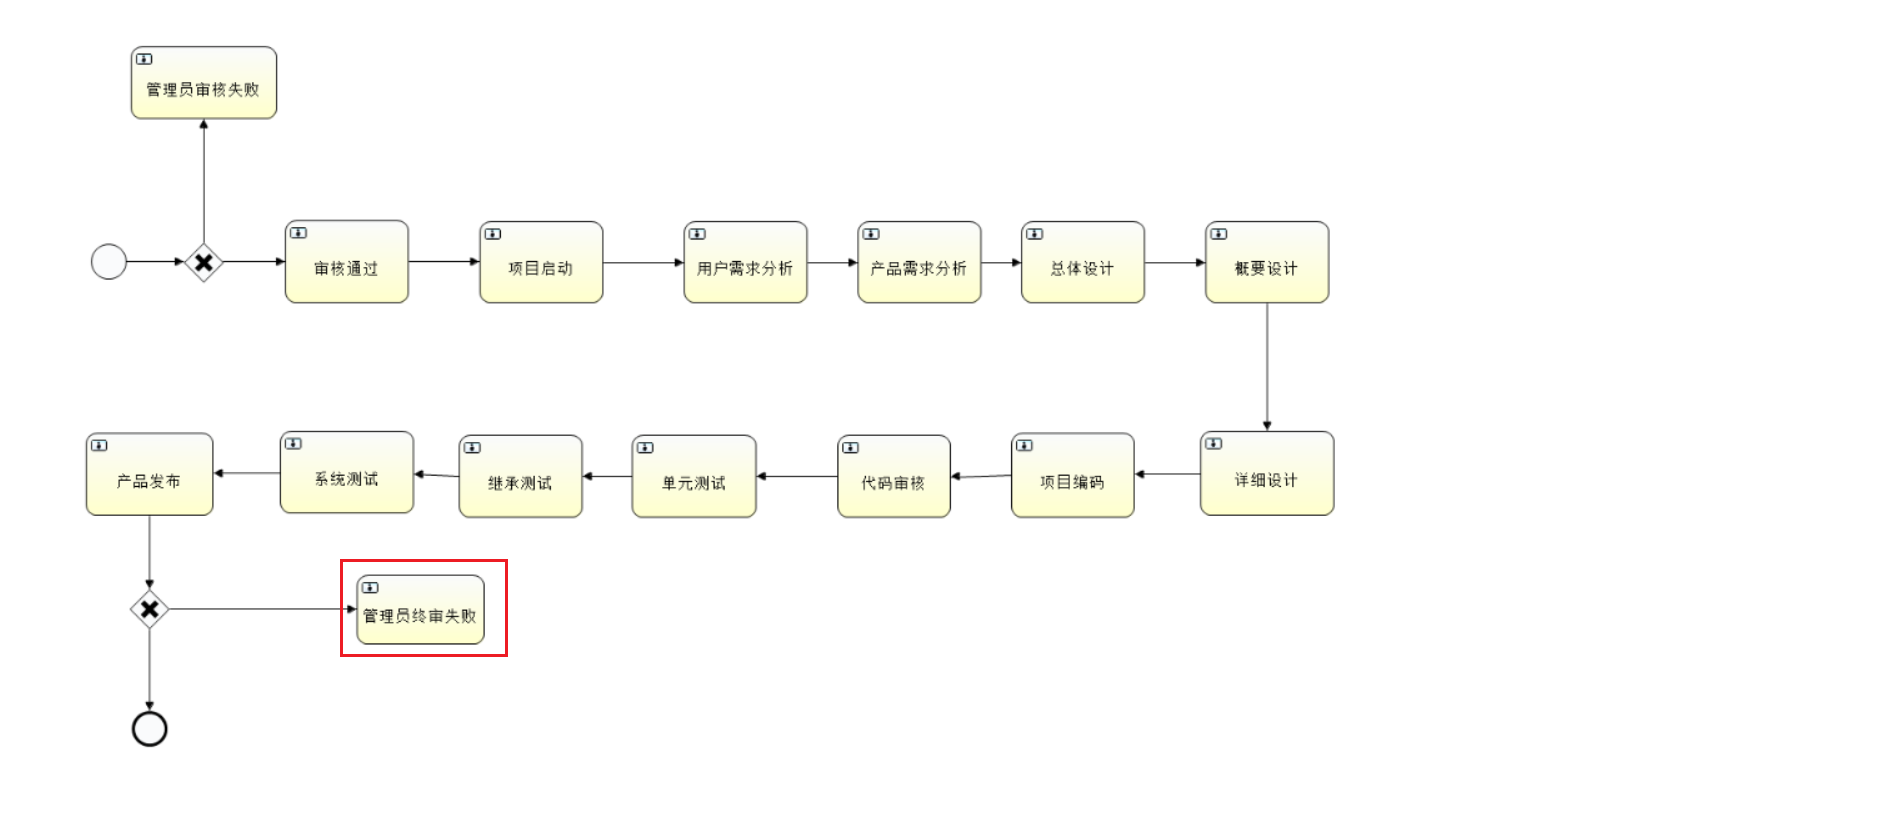 管理员审核失败
审核通过
项目启动
用户需求分析
产品需求分析
总体设计
概要设计
产品发布
系统测试
继承测试
单元测试
代码审核
项目编码
详细设计
管理员终审失败